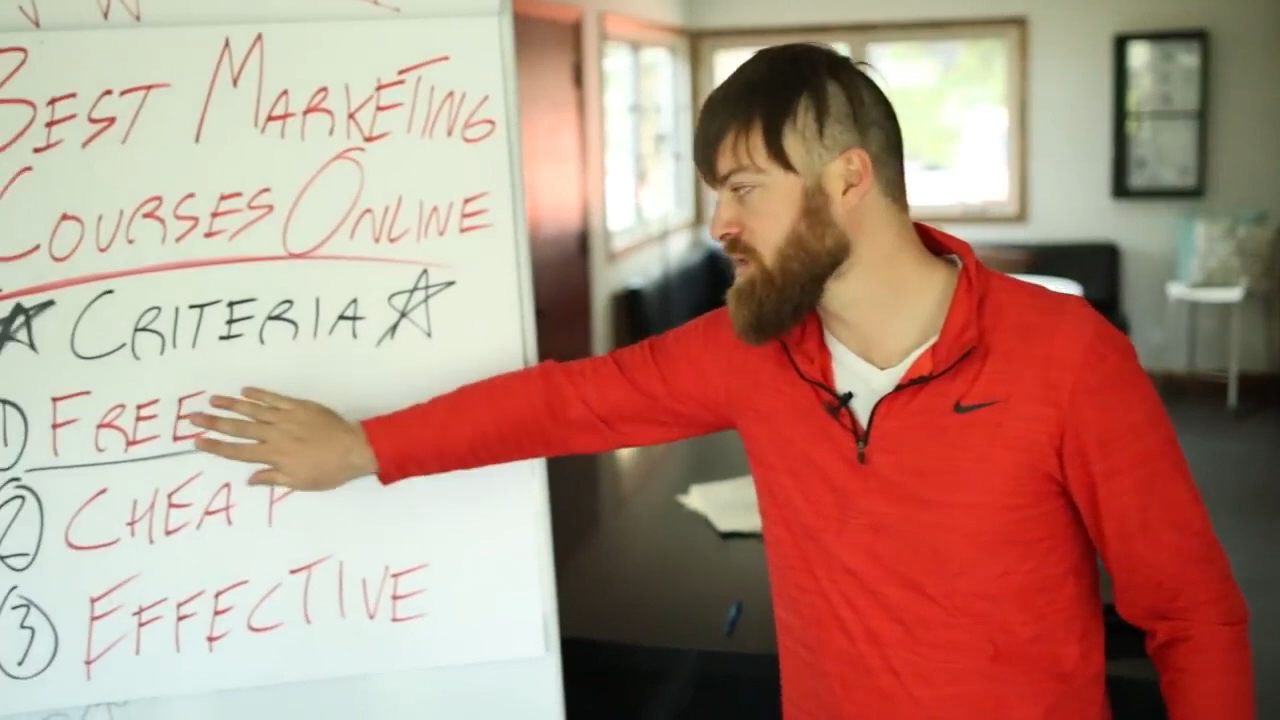 BEST MARKETING
COURSES ONLINE
CRITERIA
1 FREE
2 CHEAP
3 EFFECTIVE